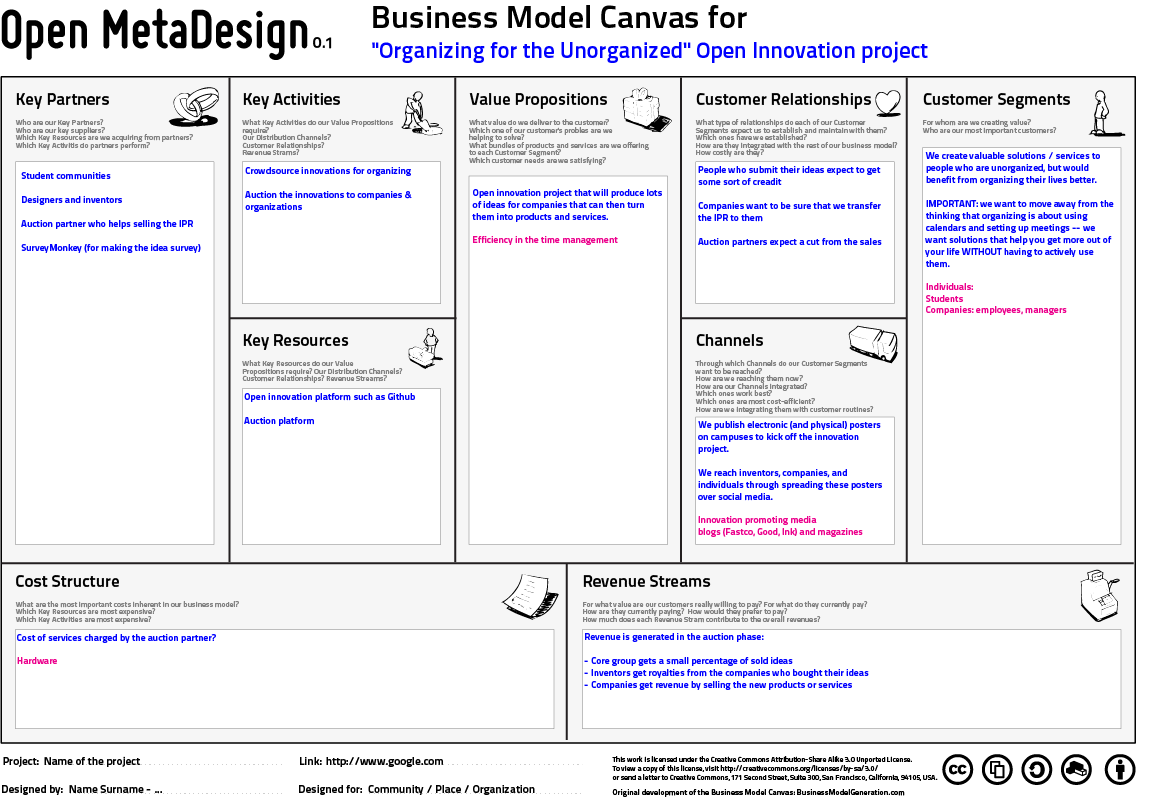 Open MetaDesign 0.1
Business Model Canvas for
"Organizing for the Unorganized" Open Innovation project
Key Partners
Who are our Key Partners?
Who are our key suppliers?
Which Key Resources are we acquiring from partners?
Which Key Activitis do partners perform?
Student communities
Designers and inventors
Auction partner who helps selling the IPR
SurveyMonkey (for making the idea survey)
Key Activities
What Key Activities do our Value Propositions
require?
Our Distribution Channels?
Customer Relationships?
Revenue Strams?
Crowdsource innovations for organizing
Auction the innovations to companies &
organizations
Key Resources
What Key Resources do our Value
Propositions require? Our Distribution Channels?
Customer Relationships? Revenue Streams?
Open innovation platform such as Github
Auction platform
Value Propositions
What value do we deliver to the customer?
Which one of our customer's probles are we
helping to solve?
What bundles of products and services are we offering
to each Customer Segment?
Which customer needs are we satisfying?
Open innovation project that will produce lots
of ideas for companies that can then turn
them into products and services.
Efficiency in the time management
Customer Relationships
What type of relationships do each of our Customer
Segments expect us to establish and maintain with them?
Which ones have we established?
How are they integrated with the rest of our business model?
How costly are they?
People who submit their ideas expect to get
some sort of creadit
Companies want to be sure that we transfer
the IPR to them
Auction partners expect a cut from the sales
Channels
Through which Channels do our Customer Segments
want to be reached?
How are we reaching them now?
How are our Channels integrated?
Which ones work best?
Which ones are most cost-efficient?
How are we integrating them with customer routines?
We publish electronic (and physical) posters
on campuses to kick off the innovation
project.
We reach inventors, companies, and
individuals through spreading these posters
over social media.
Innovation promoting media
blogs (Fastco, Good, Ink) and magazines
Customer Segments
For whom are we creating value?
Who are our most important customers?
We create valuable solutions / services to
people who are unorganized, but would
benefit from organizing their lives better.
IMPORTANT: we want to move away from the
thinking that organizing is about using
calendars and setting up meetings -- we
want solutions that help you get more out of
your life WITHOUT having to actively use
them.
Individuals:
Students
Companies: employees, managers
Cost Structure
What are the most important costs inherent in our business model?
Which Key Resources are most expensive?
Which Key Activities are most expensive?
Cost of services charged by the auction partner?
Hardware
Revenue Streams
For what value are our customers really willing to pay? For what do they currently pay?
How are they currently paying? How would they prefer to pay?
How much does each Revenue Stram contribute to the overall revenues?
Revenue is generated in the auction phase:
- Core group gets a small percentage of sold ideas
- Inventors get royalties from the companies who bought their ideas
- Companies get revenue by selling the new products or services
Project: Name of the project
Link: http://www.google.com
Designed by: Name Surname - ...
Designed for: Community / Place / Organization
This work is licensed under the Creative Commons Attribution-Share Alike 3.0 Unported License.
To view a copy of this license, visit http://creativecommons.org/licenses/by-sa/3.0/
or send a letter to Creative Commons, 171 Second Street, Suite 300, San Francisco, California, 94105, USA.
Original development of the Business Model Canvas: BusinessModelGeneration.com
cc